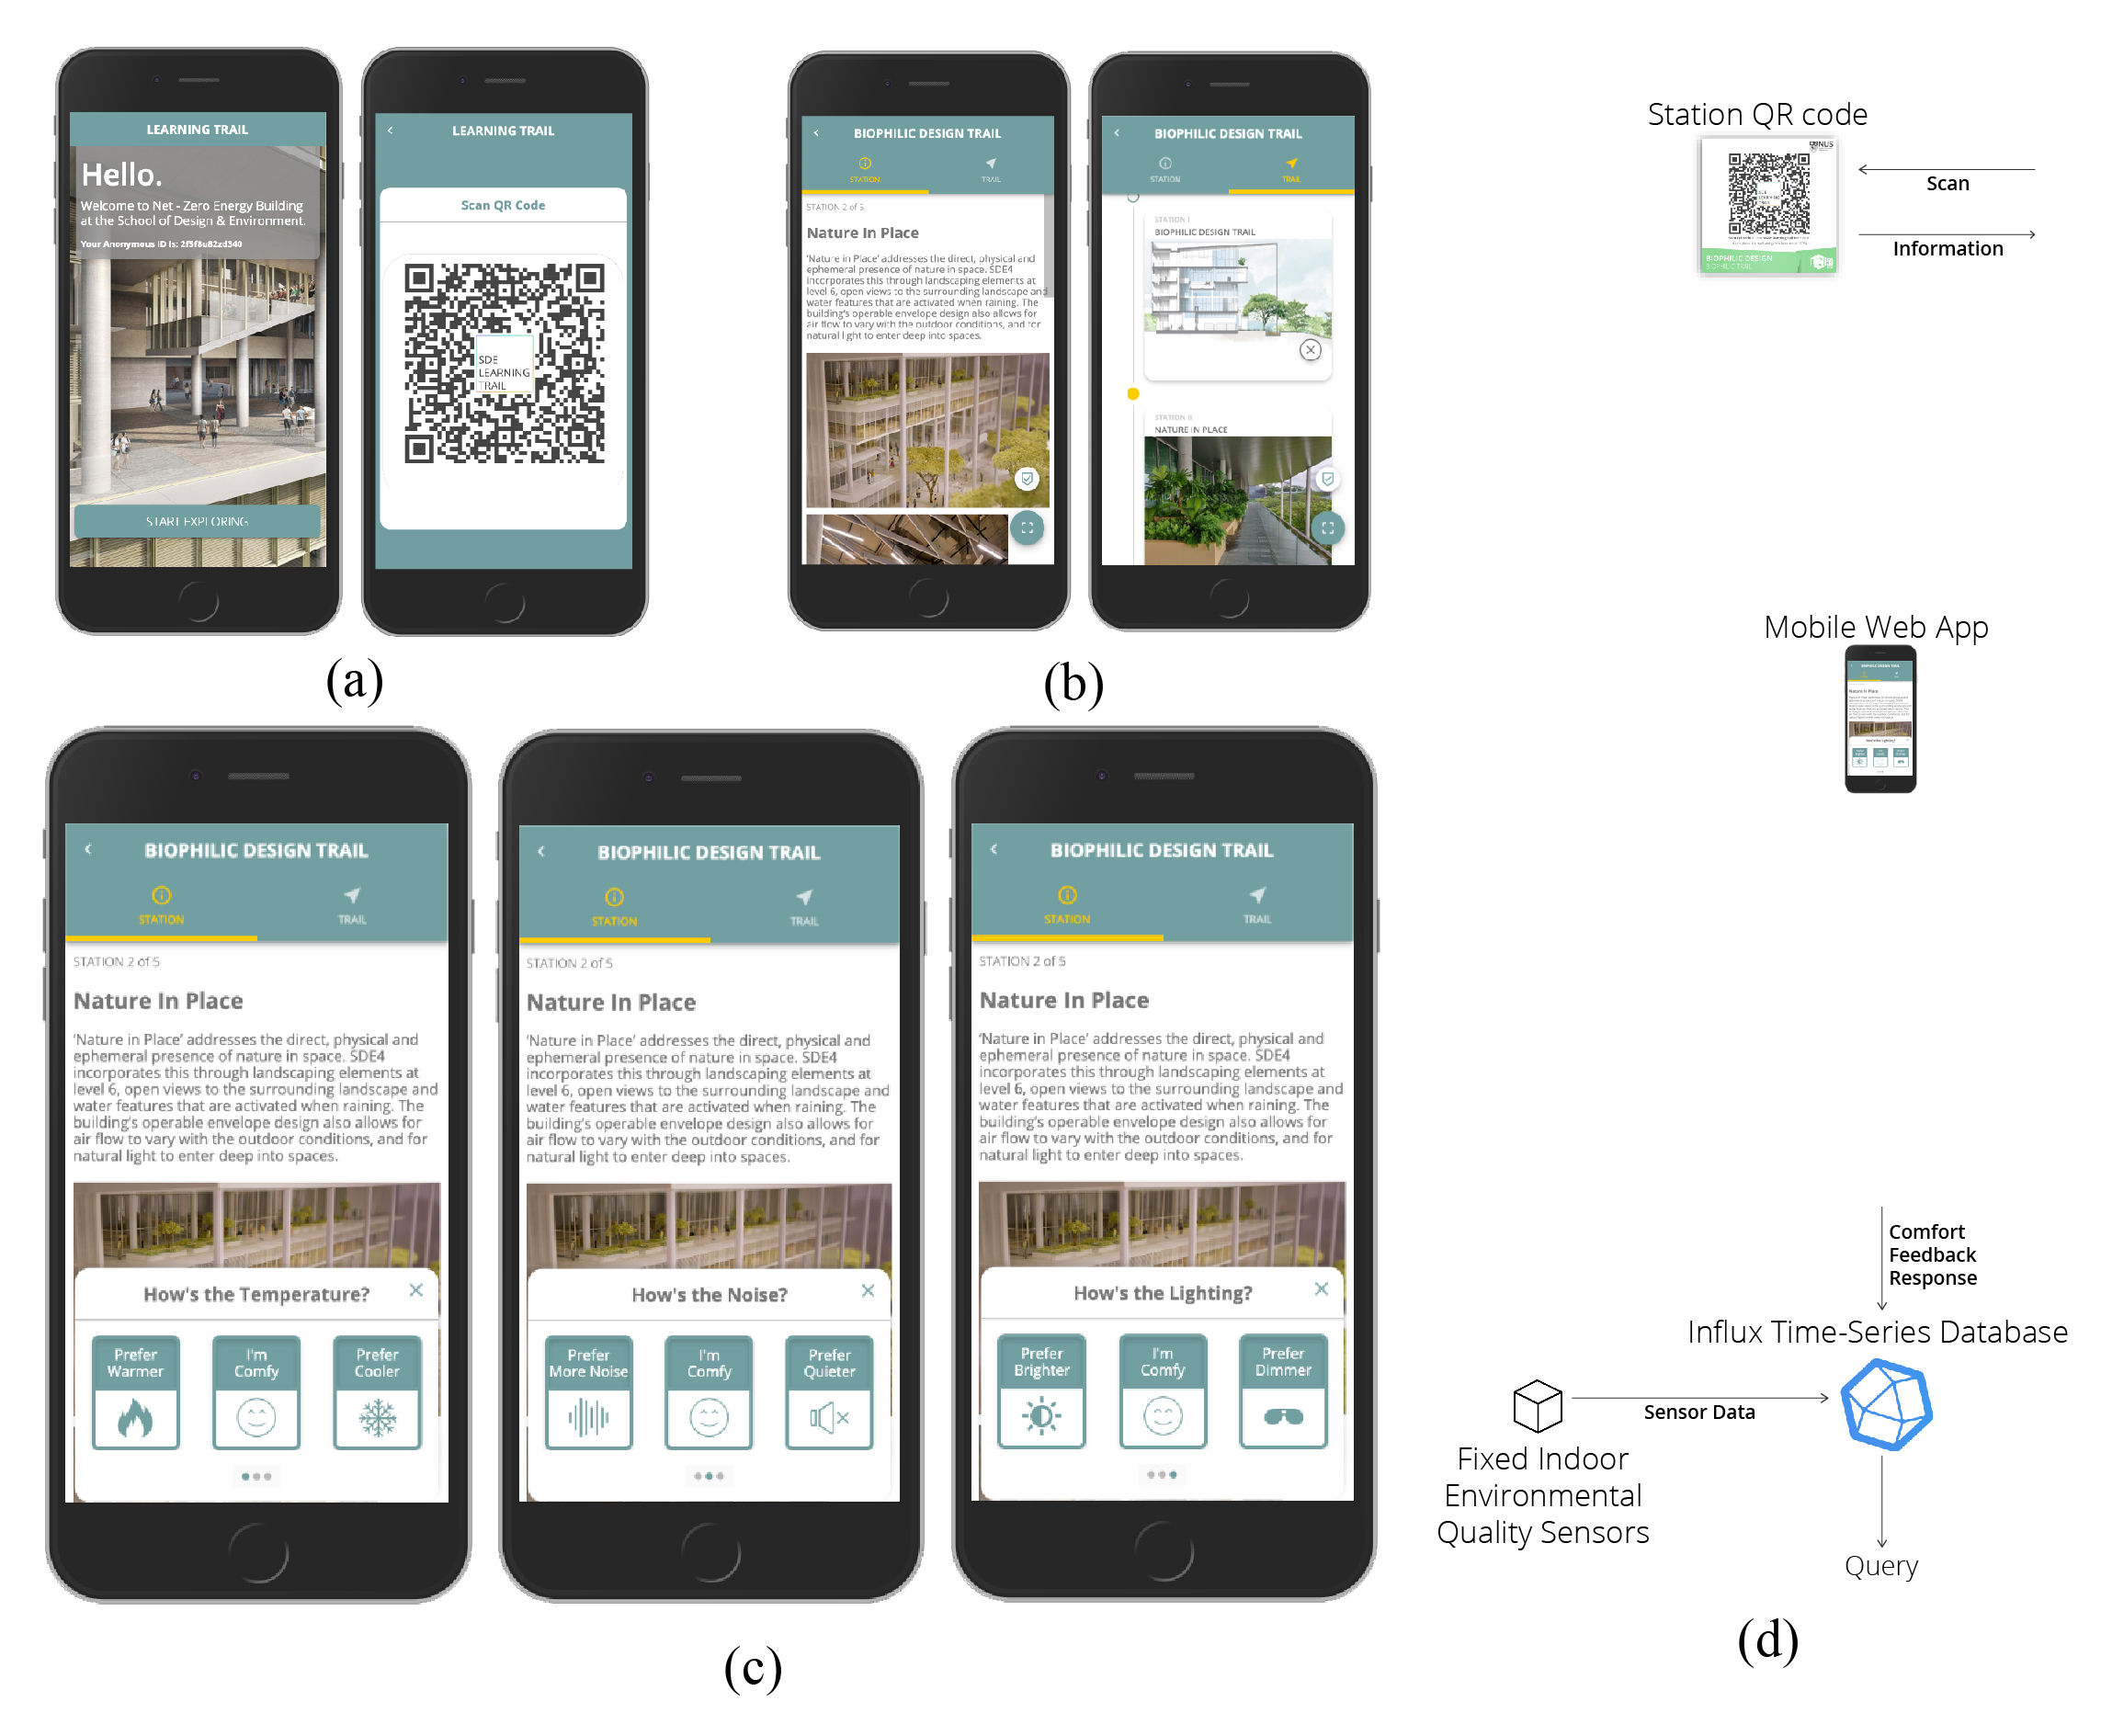 LEARNING TRAIL
Hello.
Welcome to Net - Zero Energy Building
at the School of Design & Environment.
Your Anonymous ID is: 2f5f8u82zd340
START EXPLORING
LEARNING TRAIL
Scan QR Code
SDE
LEARNING
TRAIL
(a)
BIOPHILIC DESIGN TRAIL
STATION
TRAIL
STATION 2 of 5
Nature In Place
‘Nature in Place’ addresses the direct, physical and
ephemeral presence of nature in space. SDE4
incorporates this through landscaping elements at
level 6, open views to the surrounding landscape and
water features that are activated when raining. The
building’s operable envelope design also allows for
air flow to vary with the outdoor conditions, and for
natural light to enter deep into spaces.
BIOPHILIC DESIGN TRAIL
STATION
TRAIL
STATION I
BIOPHILIC DESIGN TRAIL
STATION II
NATURE IN PLACE
(b)
BIOPHILIC DESIGN TRAIL
STATION
TRAIL
STATION 2 of 5
Nature In Place
‘Nature in Place’ addresses the direct, physical and
ephemeral presence of nature in space. SDE4
incorporates this through landscaping elements at
level 6, open views to the surrounding landscape and
water features that are activated when raining. The
building’s operable envelope design also allows for
air flow to vary with the outdoor conditions, and for
natural light to enter deep into spaces.
How's the Temperature?
Prefer
Warmer
I'm
Comfy
Prefer
Cooler
BIOPHILIC DESIGN TRAIL
STATION
TRAIL
STATION 2 of 5
Nature In Place
‘Nature in Place’ addresses the direct, physical and
ephemeral presence of nature in space. SDE4
incorporates this through landscaping elements at
level 6, open views to the surrounding landscape and
water features that are activated when raining. The
building’s operable envelope design also allows for
air flow to vary with the outdoor conditions, and for
natural light to enter deep into spaces.
How's the Noise?
Prefer
More Noise
I'm
Comfy
Prefer
Quieter
BIOPHILIC DESIGN TRAIL
STATION
TRAIL
STATION 2 of 5
Nature In Place
‘Nature in Place’ addresses the direct, physical and
ephemeral presence of nature in space. SDE4
incorporates this through landscaping elements at
level 6, open views to the surrounding landscape and
water features that are activated when raining. The
building’s operable envelope design also allows for
air flow to vary with the outdoor conditions, and for
natural light to enter deep into spaces.
How's the Lighting?
Prefer
Brighter
I'm
Comfy
Prefer
Dimmer
(c)
Station QR code
NUS
SDE
LEARNING
TRAIL
BIOPHILIC DESIGN
BIOPHILIC TRAIL
Scan
Information
Mobile Web App
BIOPHILIC DESIGN TRAIL
Nature In Place
How's the Lighting?
Comfort
Feedback
Response
Influx Time-Series Database
Sensor Data
Fixed Indoor
Environmental
Quality Sensors
Query
(d)